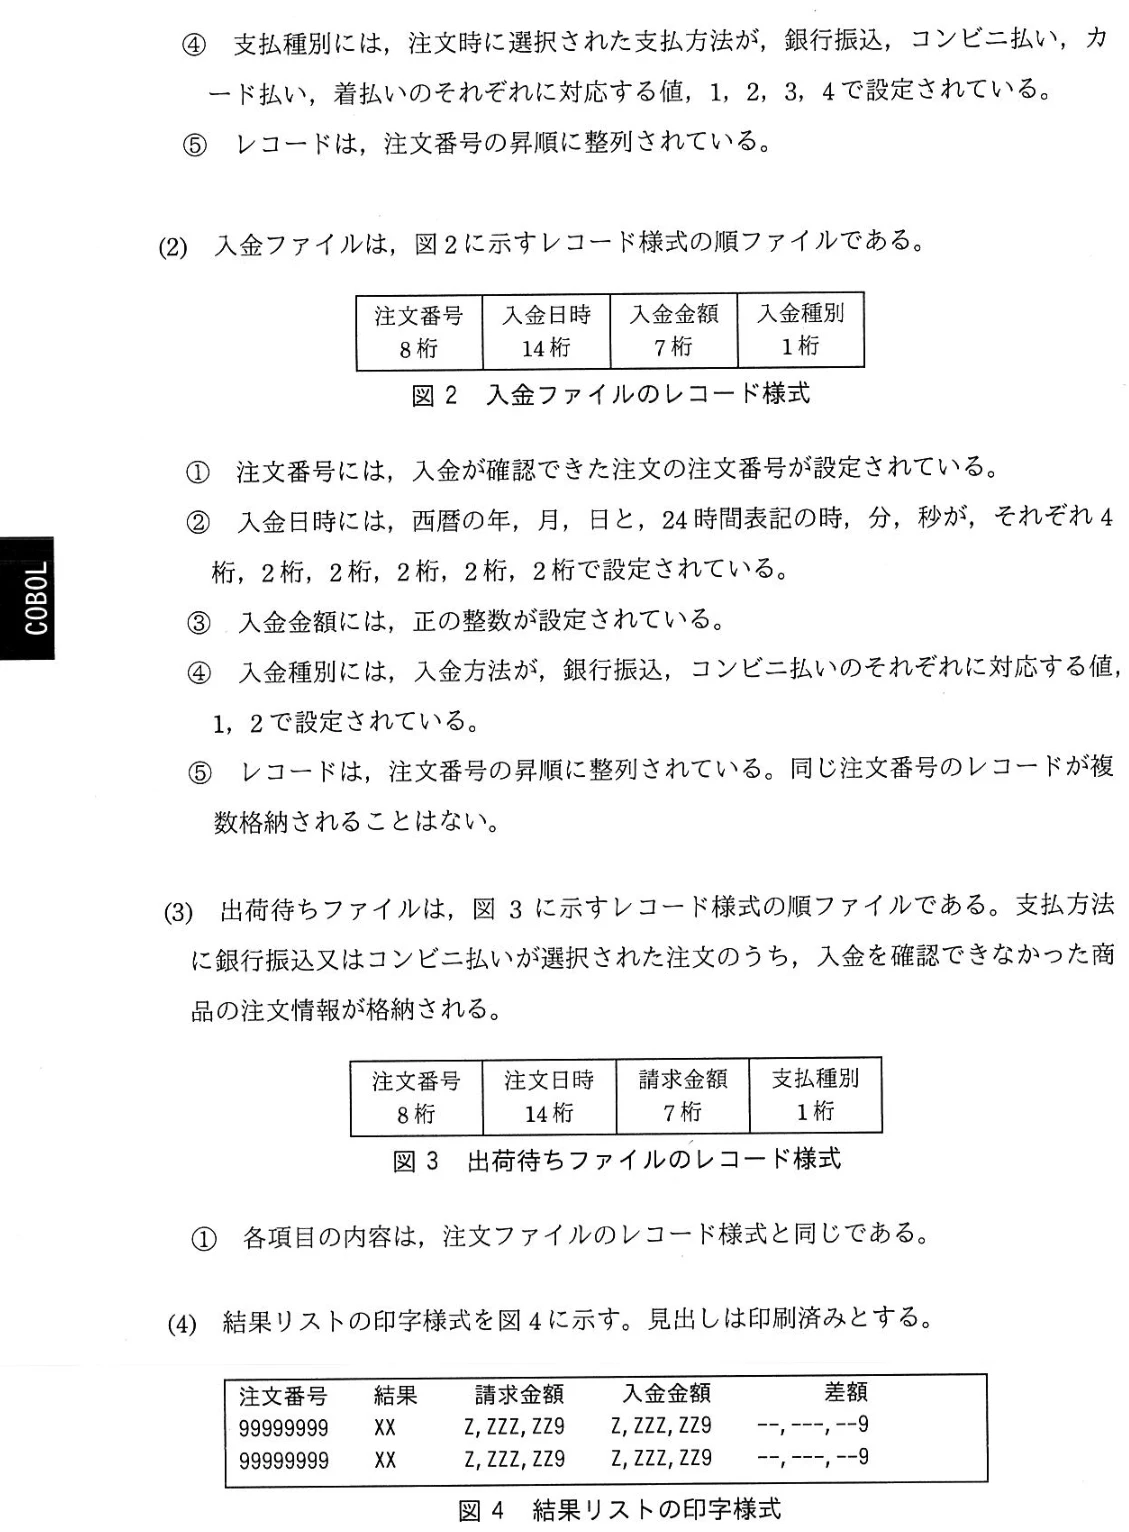 ④ 支払種別には，注文時に選択された支払方法が，銀行振込，コンビニ払い，カ
ード払い，着払いのそれぞれに対応する値，1，2，3，4で設定されている。
⑤ レコードは，注文番号の昇順に整列されている。
(2) 入金ファイルは，図2に示すレコード様式の順ファイルである。
注文番号 入金日時 入金金額 入金種別
8桁 14桁 7桁 1桁
図 2 入金ファイルのレコード様式
① 注文番号には，入金が確認できた注文の注文番号が設定されている。
② 入金日時には，西暦の年，月，日と，24時間表記の時，分，秒が，それぞれ4
桁，2桁，2桁，2桁，2桁，2桁で設定されている。
COBOL
③ 入金金額には，正の整数が設定されている。
④ 入金種別には，入金方法が，銀行振込，コンビニ払いのそれぞれに対応する値，
1，2で設定されている。
⑤ レコードは，注文番号の昇順に整列されている。同じ注文番号のレコードが複
数格納されることはない。
(3) 出荷待ちファイルは，図 3 に示すレコード様式の順ファイルである。支払方法
に銀行振込又はコンビニ払いが選択された注文のうち，入金を確認できなかった商
品の注文情報が格納される。
注文番号 注文日時 請求金額 支払種別
8桁 14桁 7桁 1桁
図 3 出荷待ちファイルのレコード様式
① 各項目の内容は，注文ファイルのレコード様式と同じである。
(4) 結果リストの印字様式を図4に示す。見出しは印刷済みとする。
注文番号 結果 請求金額 入金金額 差額
99999999 XX Z,ZZZ,ZZ9 Z,ZZZ,ZZ9 --,---,--9
99999999 XX Z,ZZZ,ZZ9 Z,ZZZ,ZZ9 --,---,--9
図 4 結果リストの印字様式